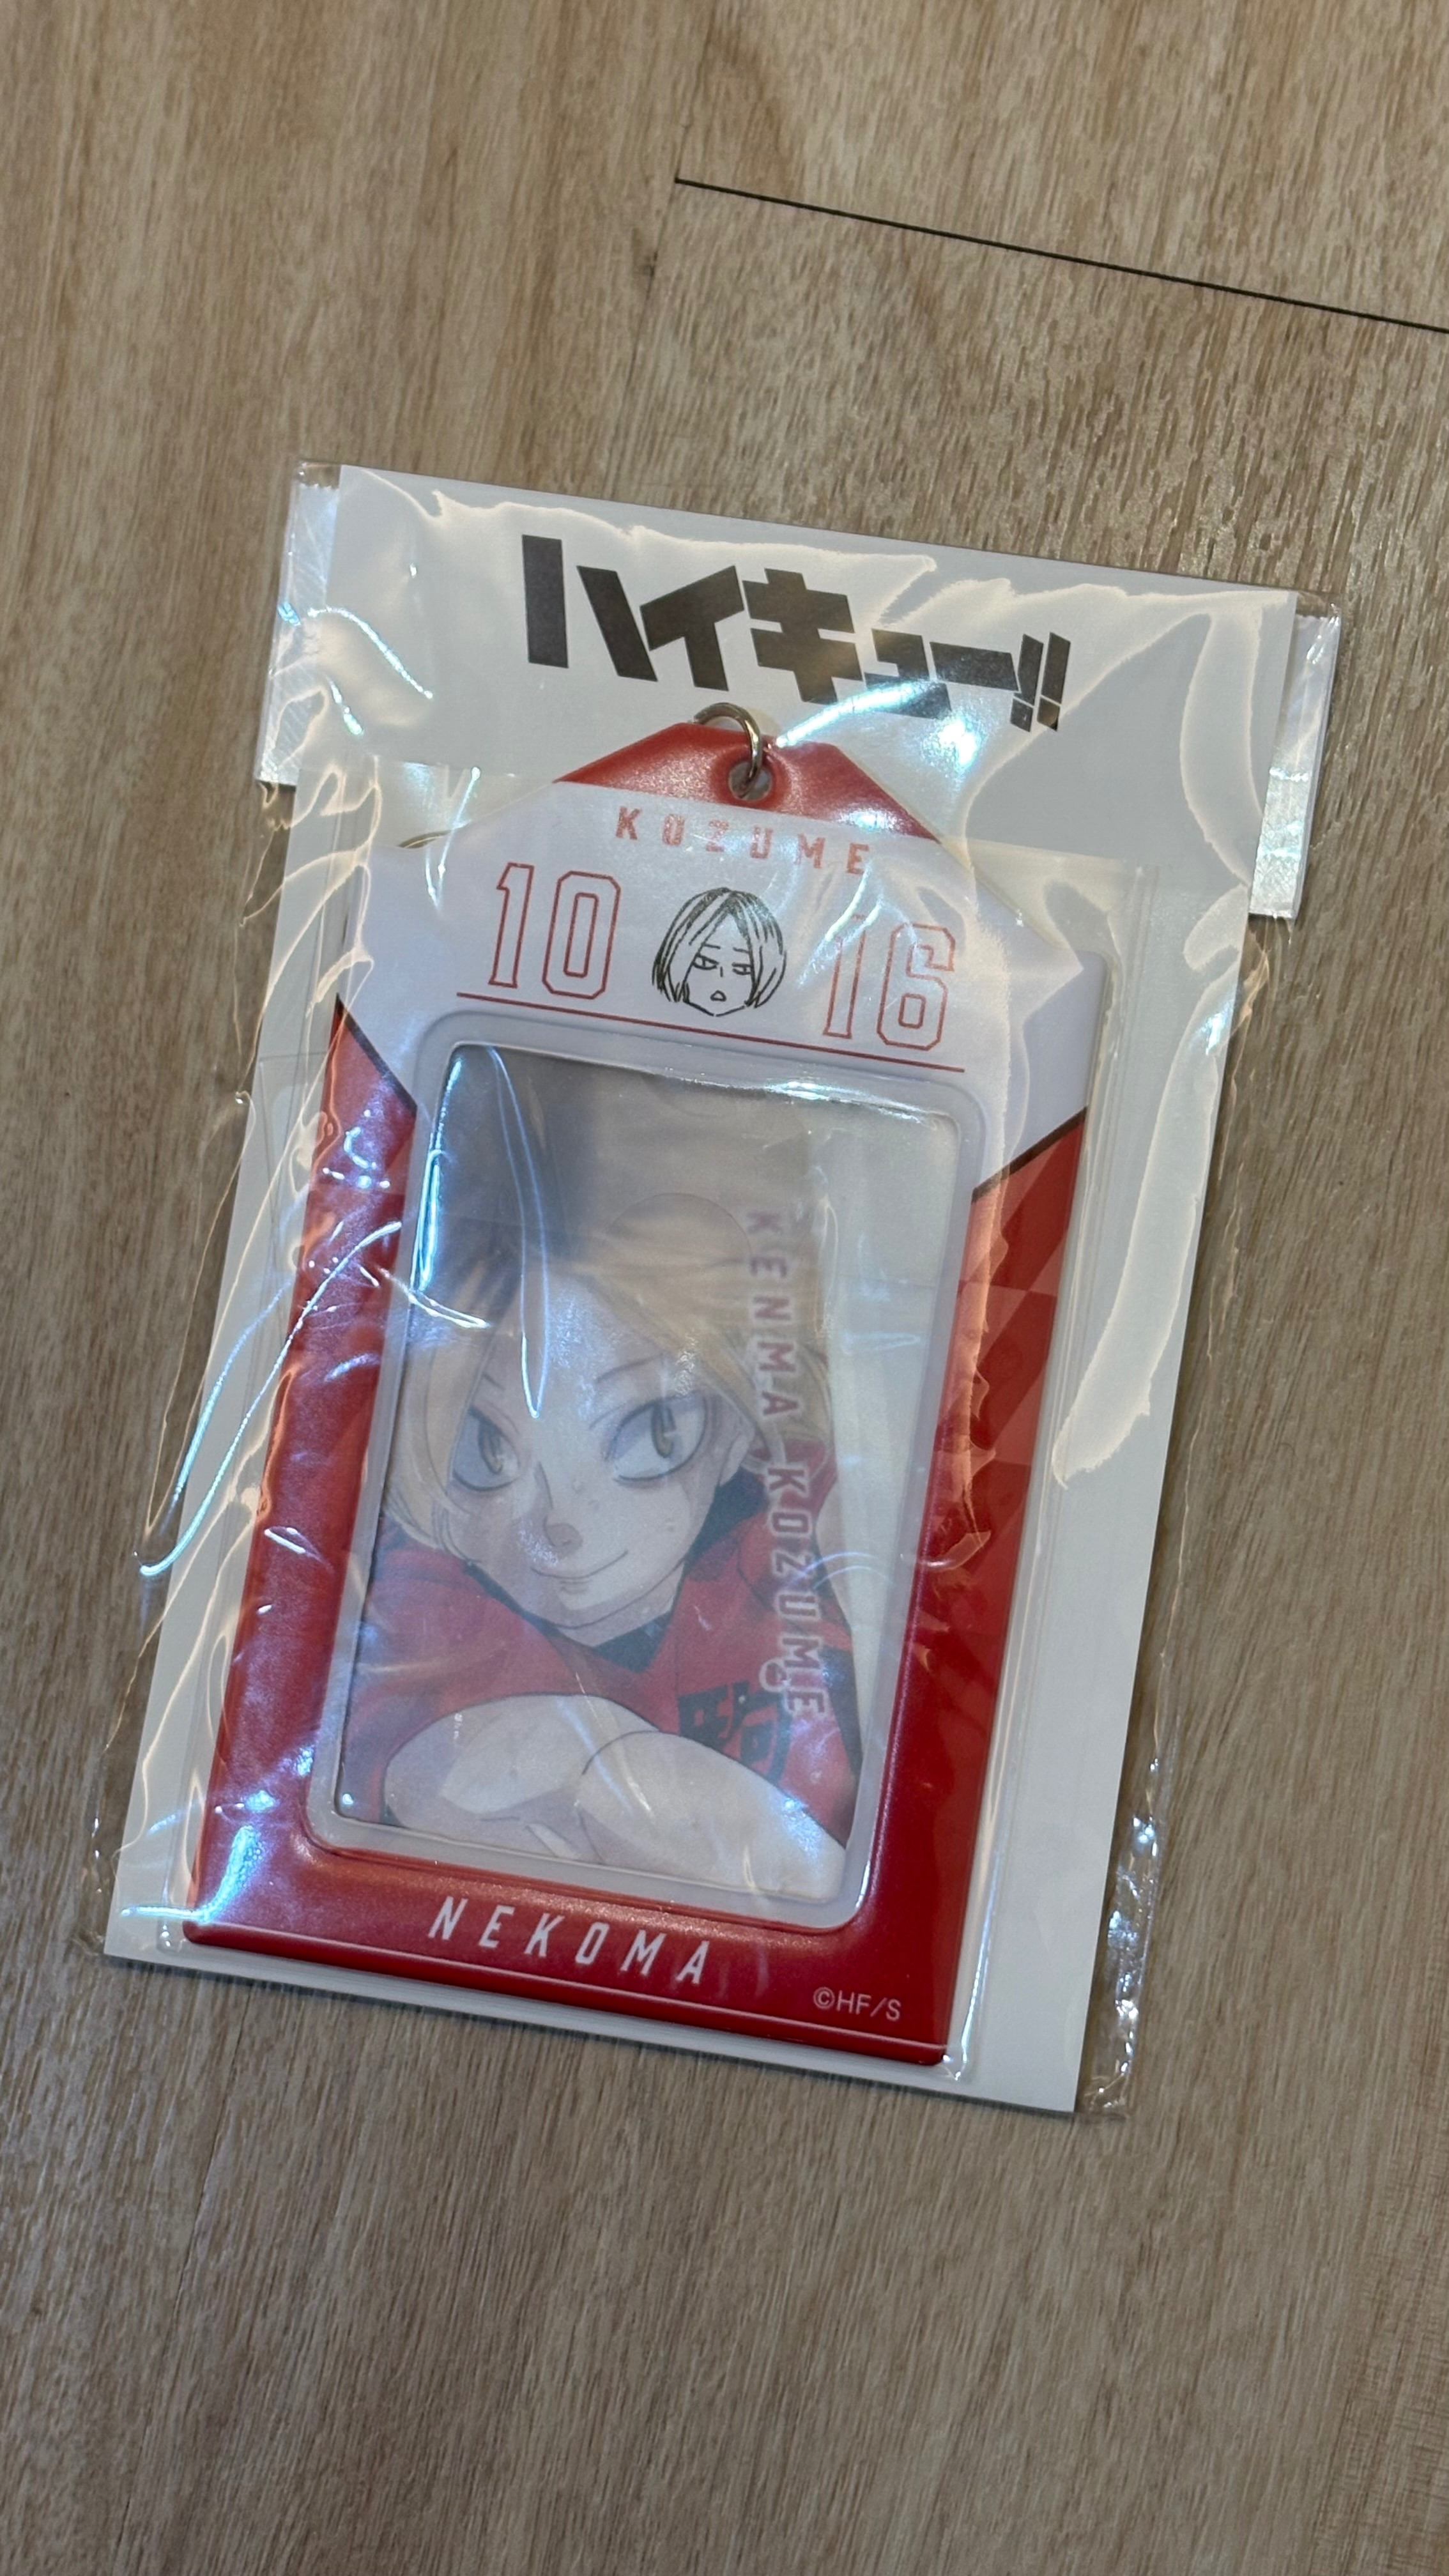 ハイキュー!!
KOZUME
10 16
KENMA KOZUME
NEKOMA
©HF/S